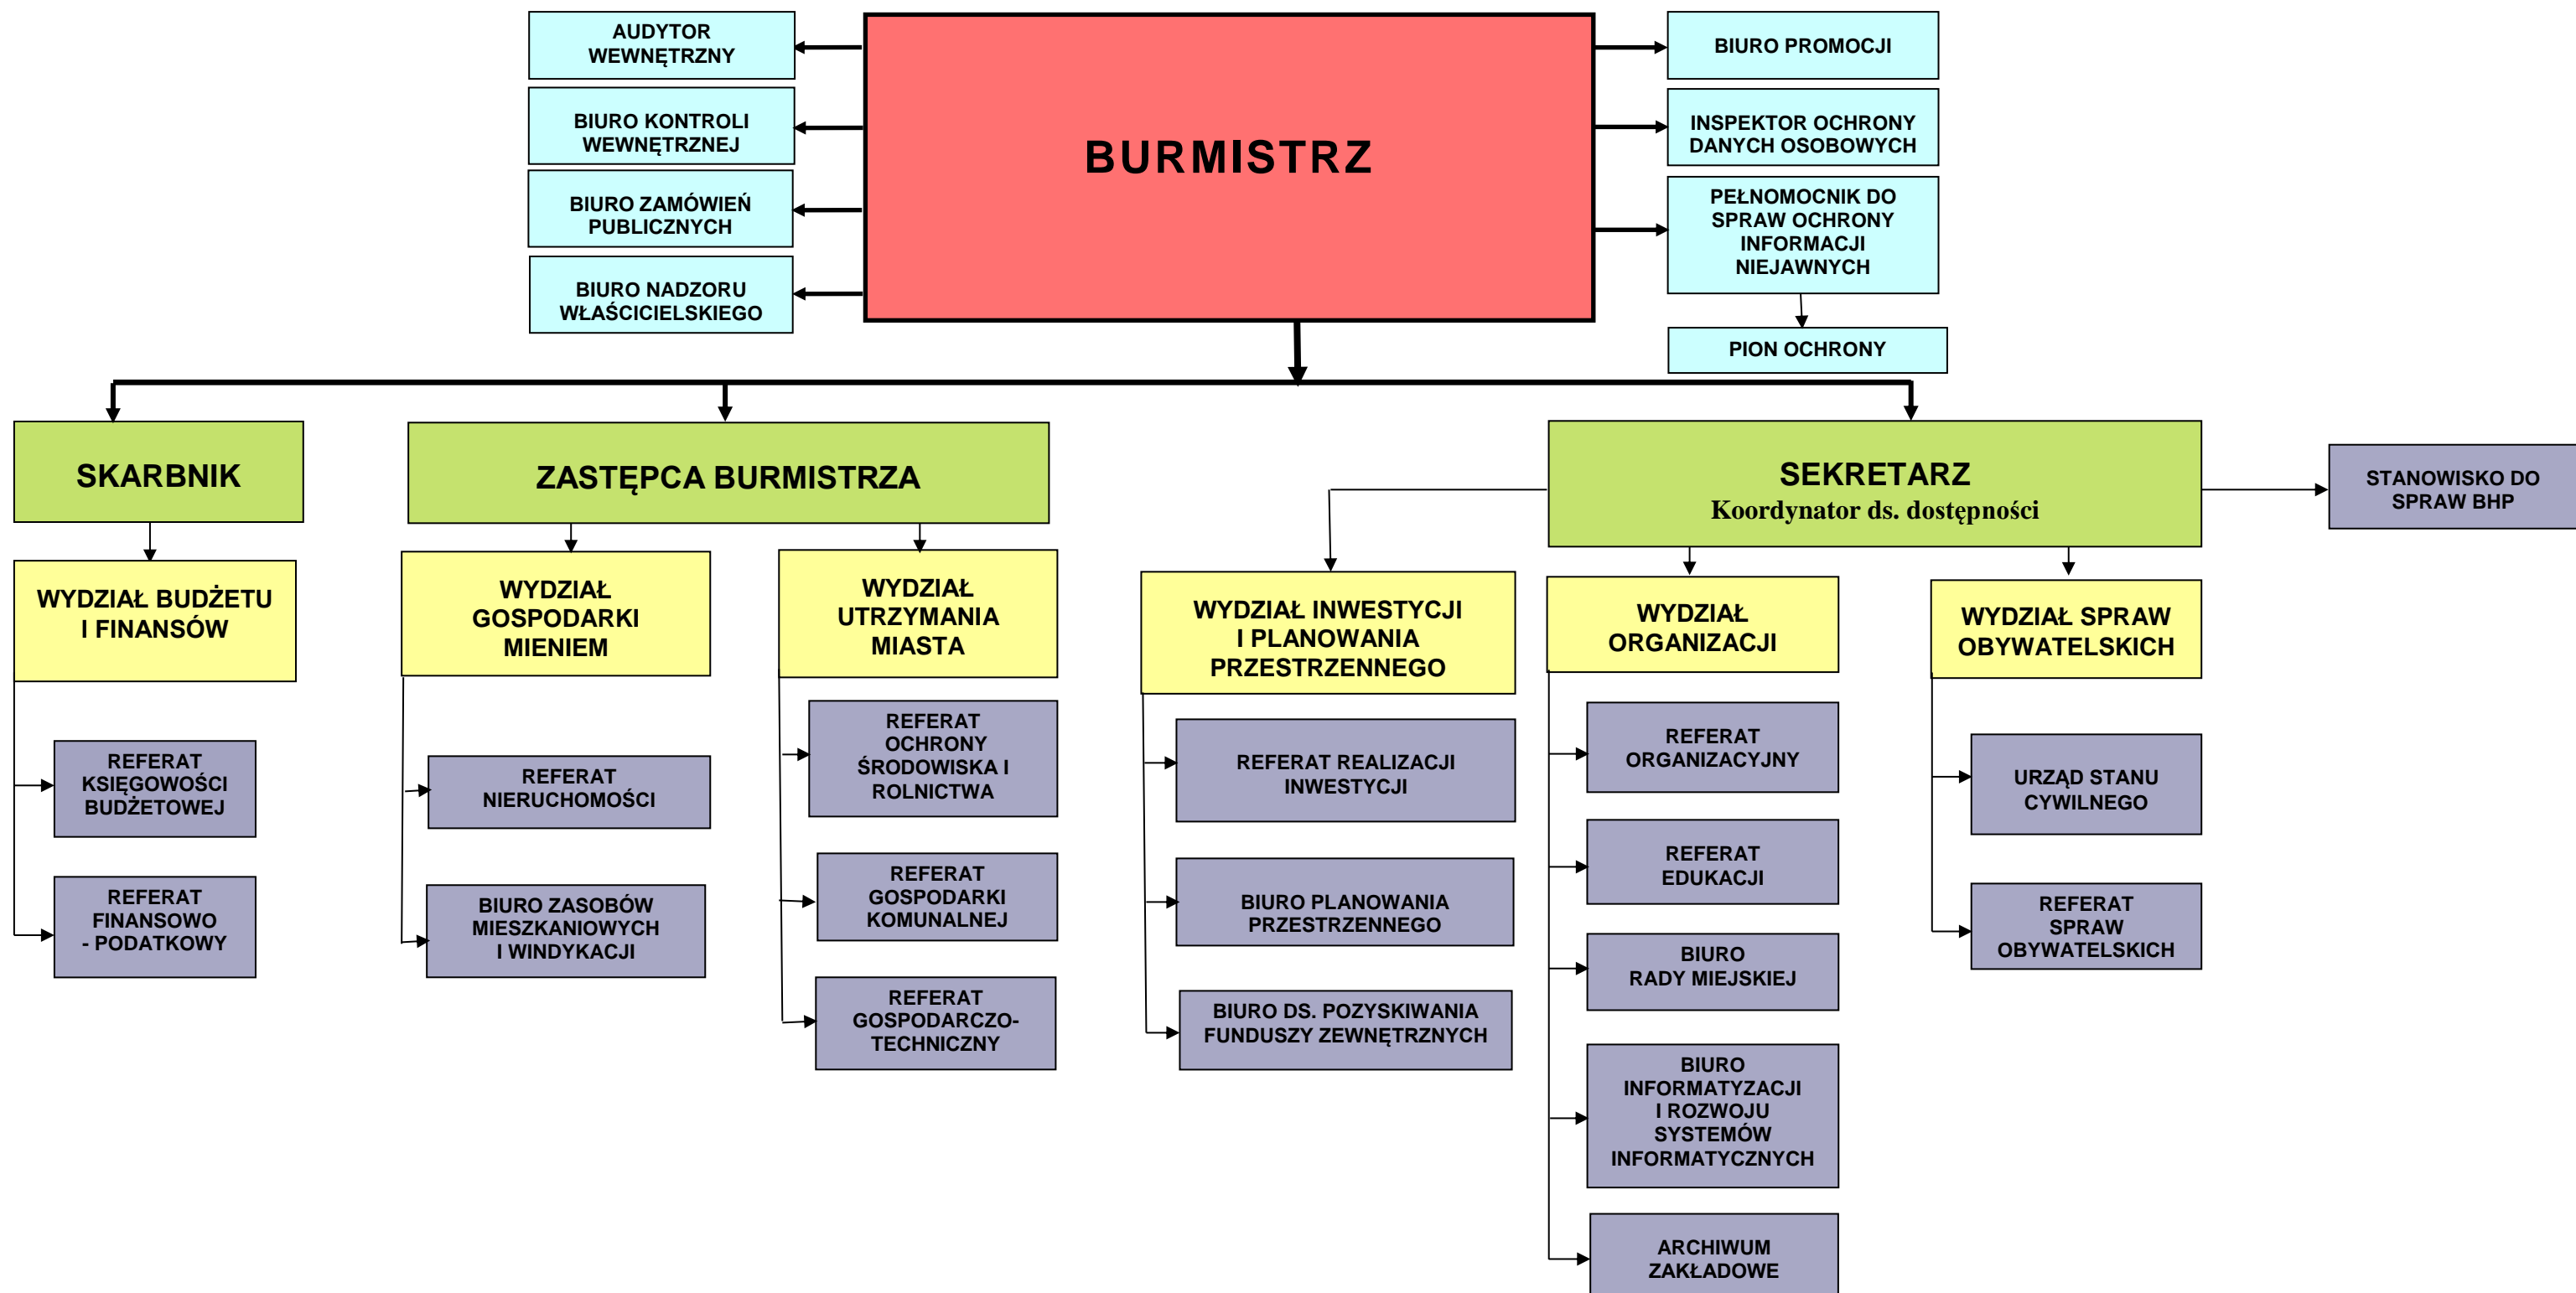 AUDYTOR
WEWNĘTRZNY
BIURO KONTROLI
WEWNĘTRZNEJ
BIURO ZAMÓWIEŃ
PUBLICZNYCH
BIURO NADZORU
WŁAŚCICIELSKIEGO
BURMISTRZ
BIURO PROMOCJI
INSPEKTOR OCHRONY
DANYCH OSOBOWYCH
PEŁNOMOCNIK DO
SPRAW OCHRONY
INFORMACJI
NIEJAWNYCH
PION OCHRONY
SKARBNIK
ZASTĘPCA BURMISTRZA
SEKRETARZ
Koordynator ds. dostępności
STANOWISKO DO
SPRAW BHP
WYDZIAŁ BUDŻETU
I FINANSÓW
REFERAT
KSIĘGOWOŚCI
BUDŻETOWEJ
REFERAT
FINANSOWO
- PODATKOWY
WYDZIAŁ
GOSPODARKI
MIENIEM
REFERAT
NIERUCHOMOŚCI
BIURO ZASOBÓW
MIESZKANIOWYCH
I WINDYKACJI
WYDZIAŁ
UTRZYMANIA
MIASTA
REFERAT
OCHRONY
ŚRODOWISKA I
ROLNICTWA
REFERAT
GOSPODARKI
KOMUNALNEJ
REFERAT
GOSPODARCZO-
TECHNICZNY
WYDZIAŁ INWESTYCJI
I PLANOWANIA
PRZESTRZENNEGO
REFERAT REALIZACJI
INWESTYCJI
BIURO PLANOWANIA
PRZESTRZENNEGO
BIURO DS. POZYSKIWANIA
FUNDUSZY ZEWNĘTRZNYCH
WYDZIAŁ
ORGANIZACJI
REFERAT
ORGANIZACYJNY
REFERAT
EDUKACJI
BIURO
RADY MIEJSKIEJ
BIURO
INFORMATYZACJI
I ROZWOJU
SYSTEMÓW
INFORMATYCZNYCH
ARCHIWUM
ZAKŁADOWE
WYDZIAŁ SPRAW
OBYWATELSKICH
URZĄD STANU
CYWILNEGO
REFERAT
SPRAW
OBYWATELSKICH